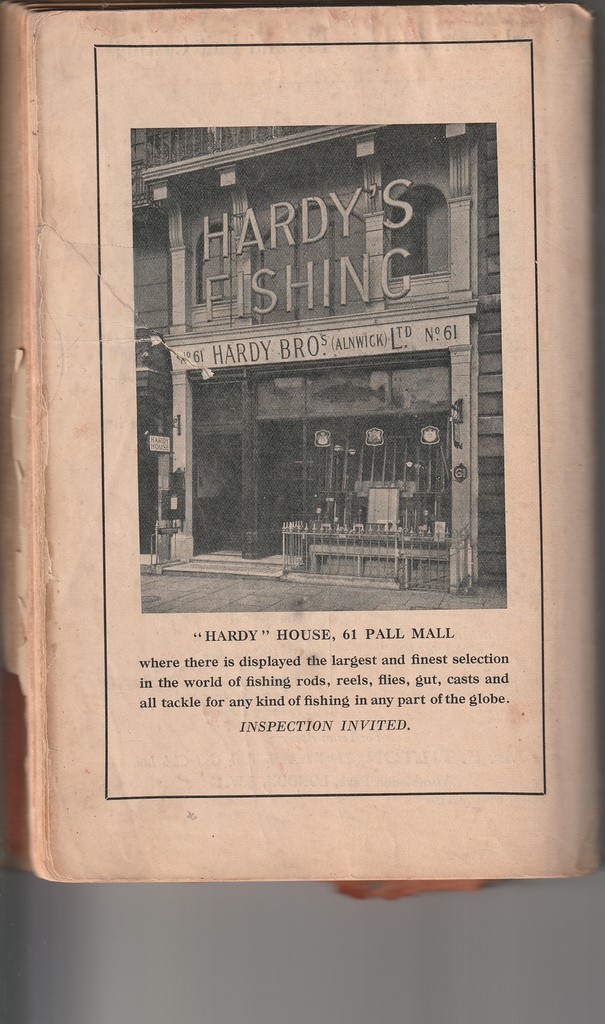 HARDY'S
FISHING
Nº 61 HARDY BROS. (ALNWICK) LTD Nº 61
HARDY
HOUSE
61
"HARDY" HOUSE, 61 PALL MALL
where there is displayed the largest and finest selection
in the world of fishing rods, reels, flies, gut, casts and
all tackle for any kind of fishing in any part of the globe.
INSPECTION INVITED.